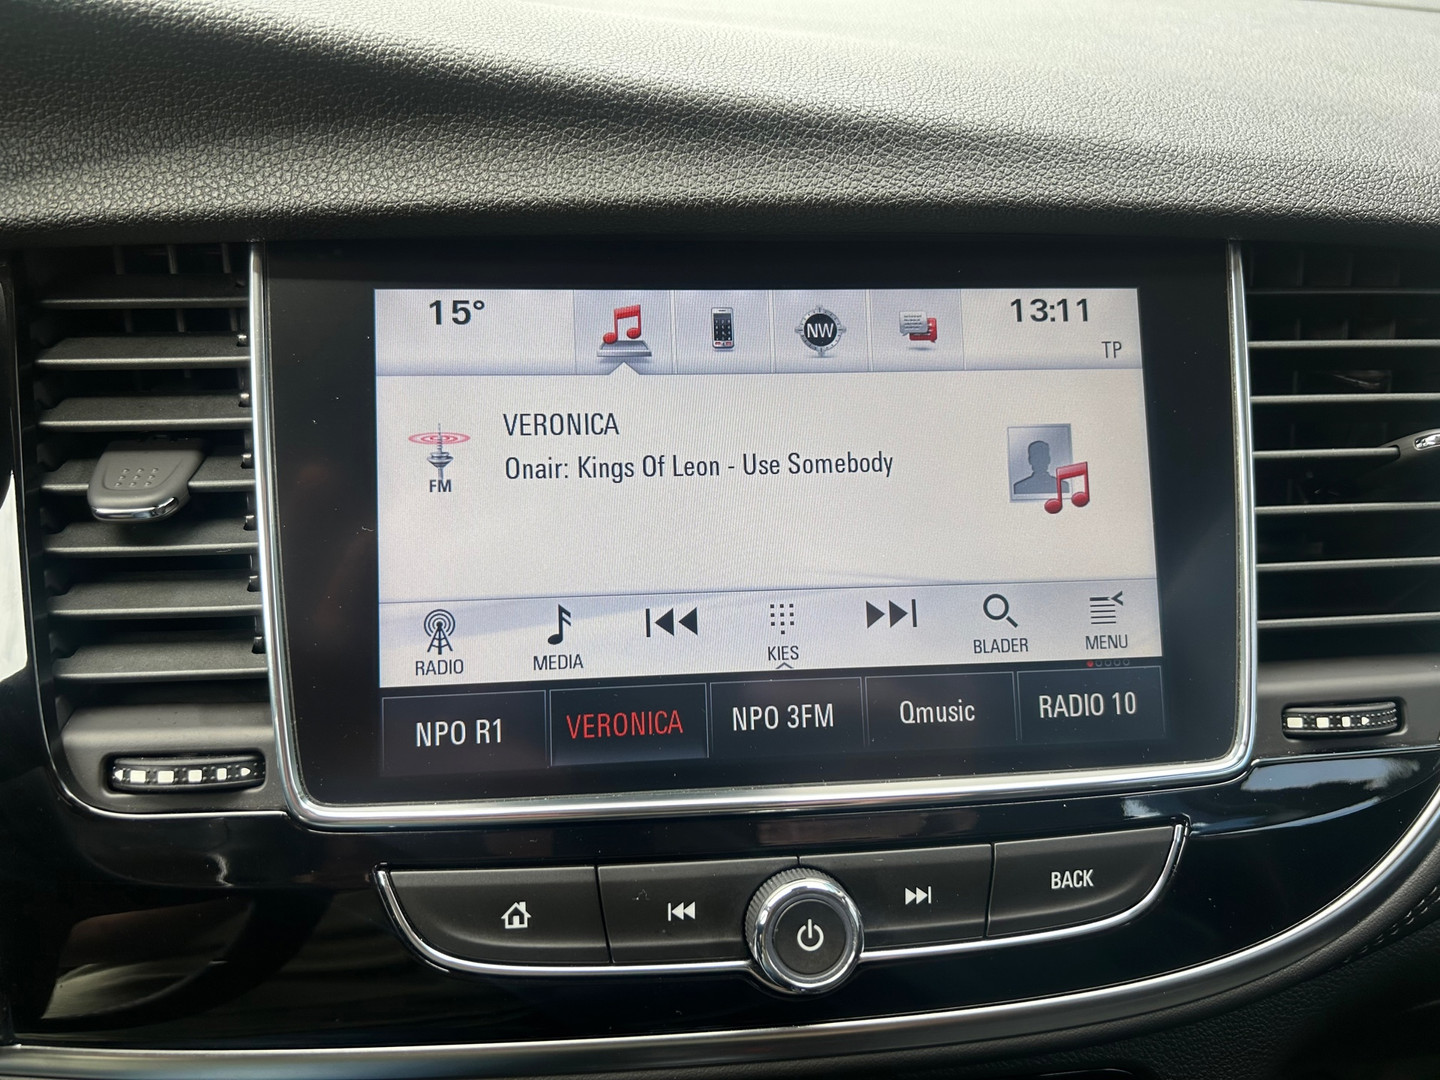 15°
NW
13:11
TP
VERONICA
Onair: Kings Of Leon - Use Somebody
FM
RADIO
MEDIA
KIES
BLADER
MENU
NPO R1
VERONICA
NPO 3FM
Qmusic
RADIO 10
BACK